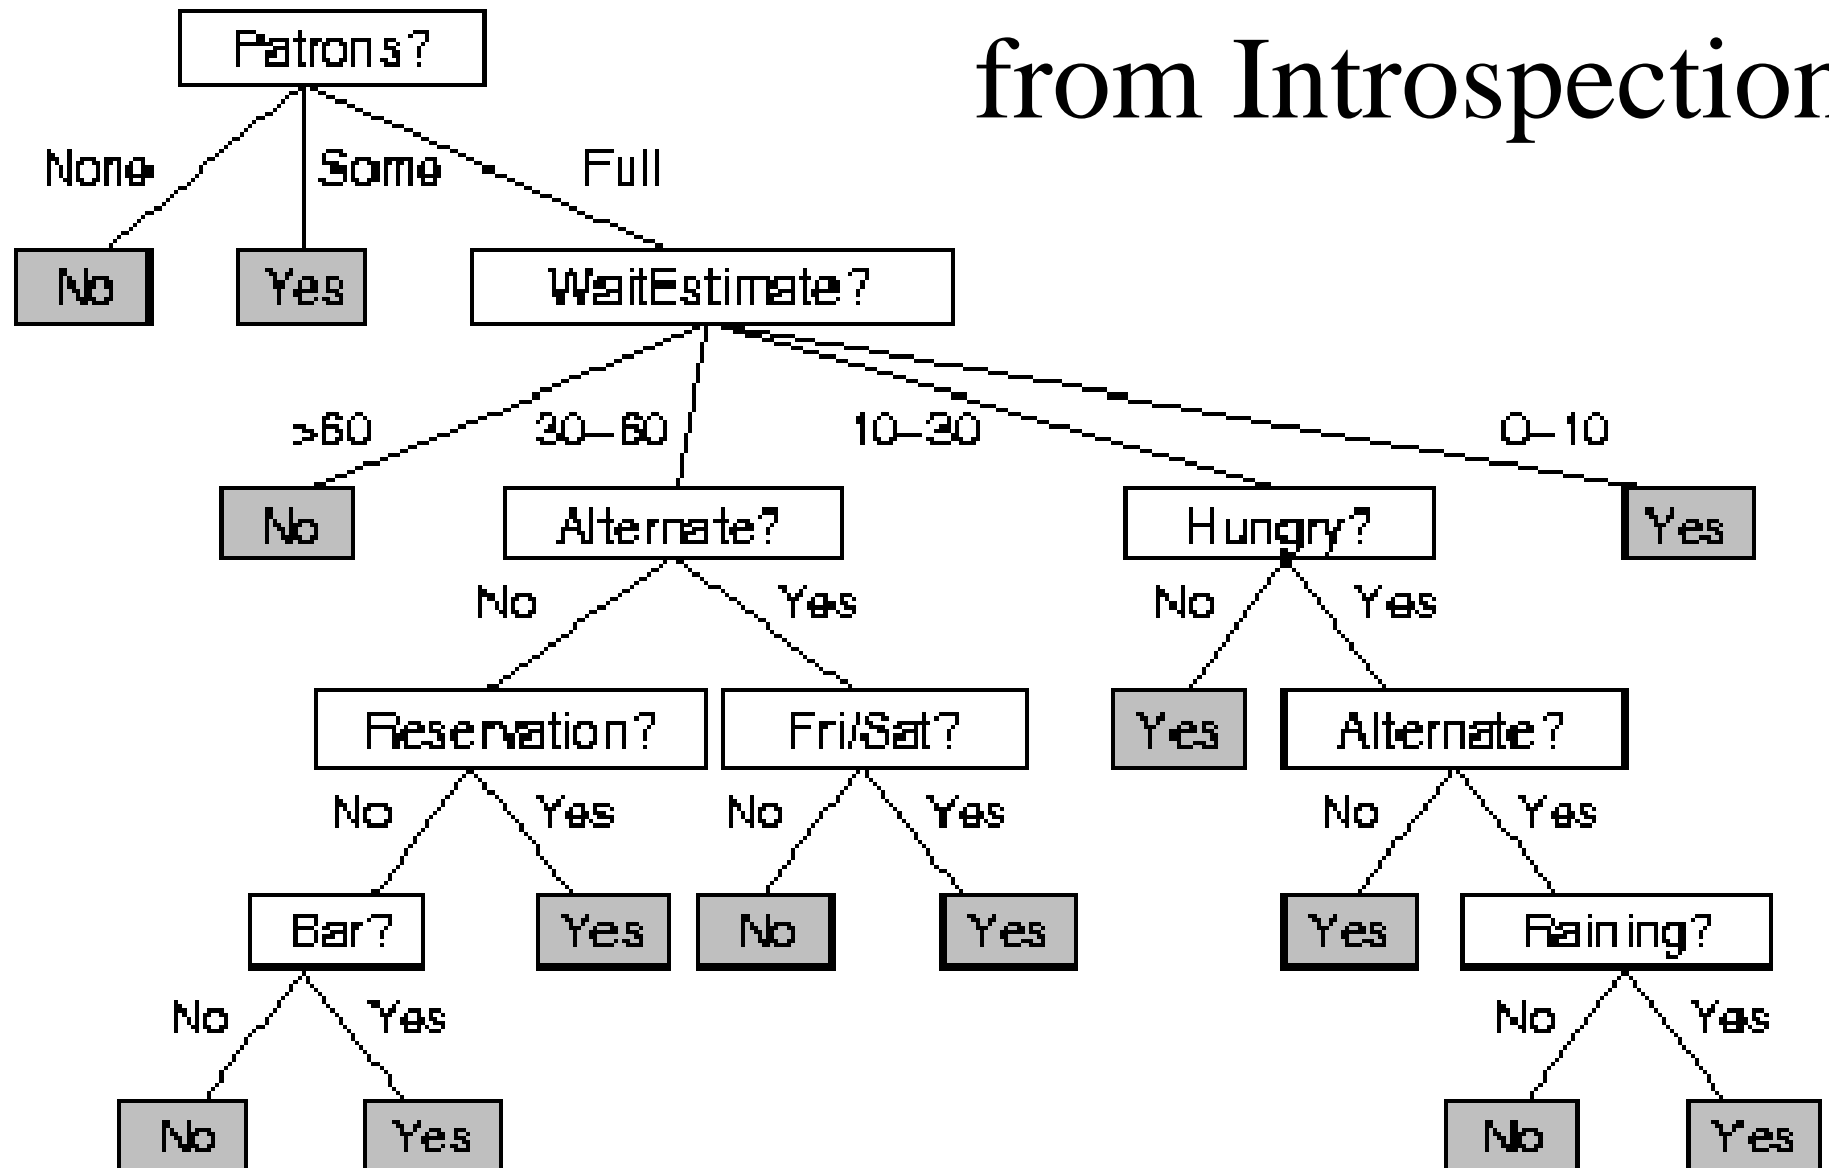 Patrons?
from Introspection
None Some Full
No Yes WaitEstimate?
>60 30–60 10–30 0–10
No Alternate? Hungry? Yes
No Yes No Yes
Reservation? Fri/Sat? Yes Alternate?
No Yes No Yes No Yes
Bar? Yes No Yes Yes Raining?
No Yes No Yes
No Yes No Yes